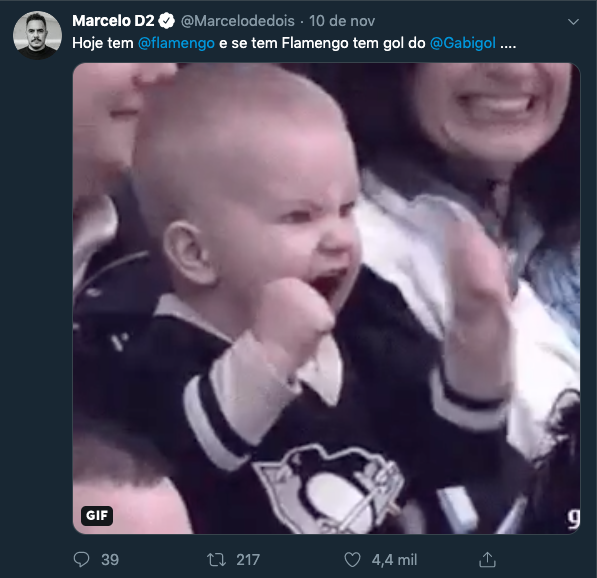 Marcelo D2 @Marcelodedois · 10 de nov
Hoje tem @flamengo e se tem Flamengo tem gol do @Gabigol ....
GIF
g
39 217 4,4 mil